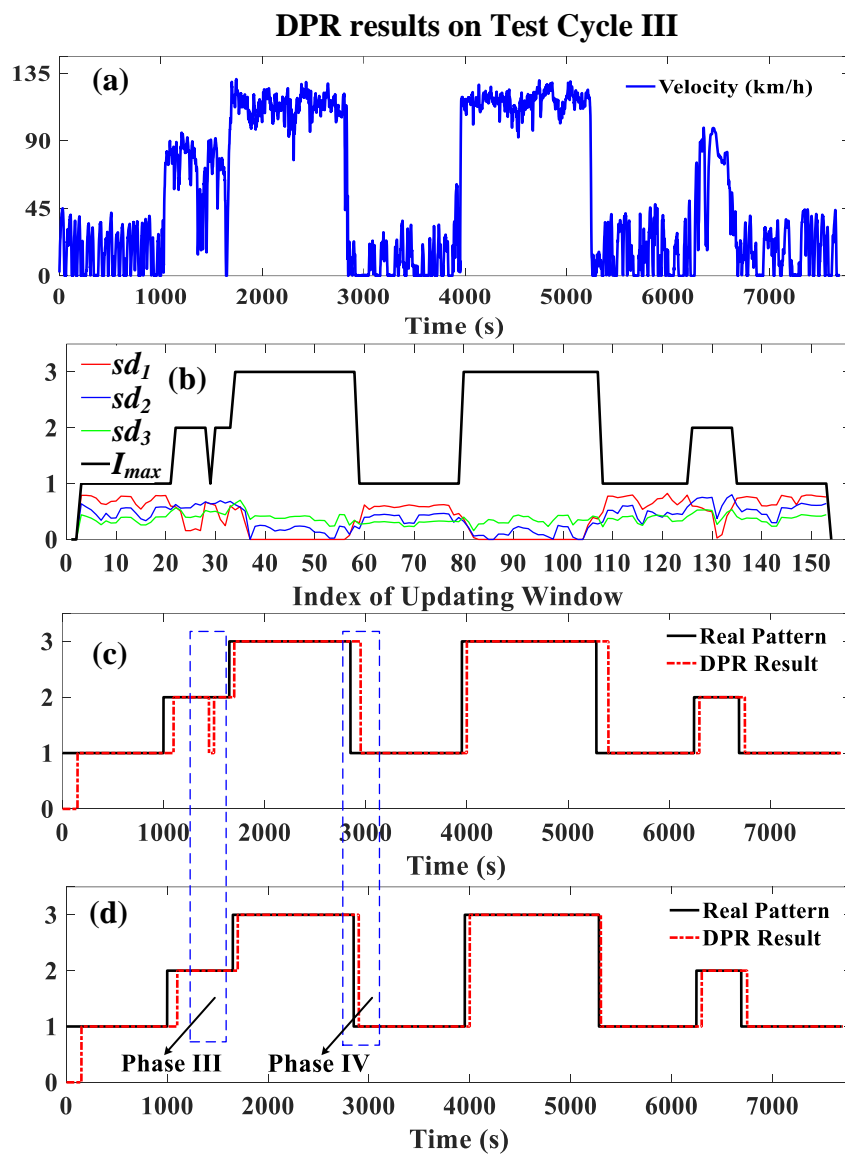 DPR results on Test Cycle III
(a)
Velocity (km/h)
135
90
45
0
0 1000 2000 3000 4000 5000 6000 7000
Time (s)
(b)
sd1
sd2
sd3
Imax
3
2
1
0
0 10 20 30 40 50 60 70 80 90 100 110 120 130 140 150
Index of Updating Window
(c)
Real Pattern
DPR Result
3
2
1
0
0 1000 2000 3000 4000 5000 6000 7000
Time (s)
(d)
Real Pattern
DPR Result
3
2
1
0
Phase III
Phase IV
0 1000 2000 3000 4000 5000 6000 7000
Time (s)